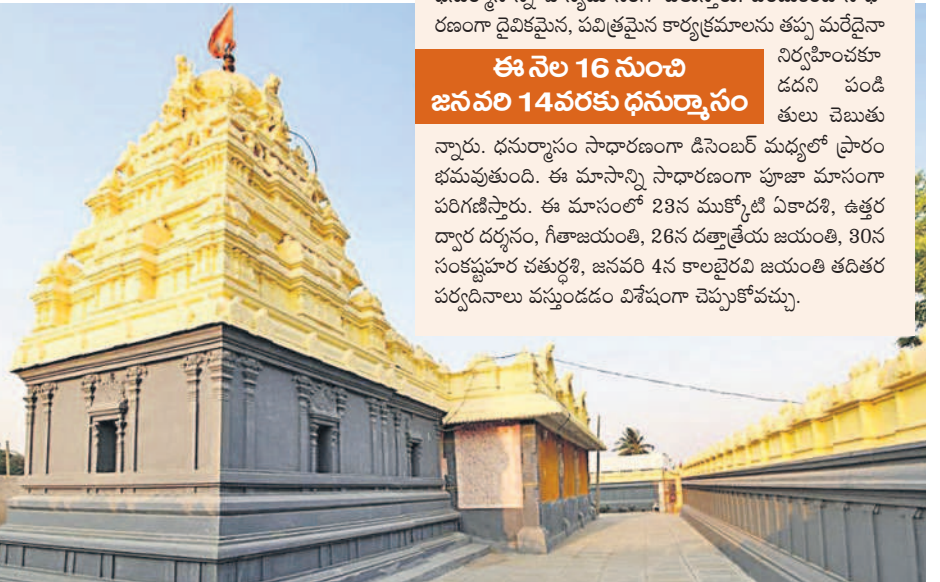 రణంగా దైవికమైన, పవిత్రమైన కార్యక్రమాలను తప్ప మరేదైనా
నిర్వహించకూ
డదని పండి
తులు చెబుతు
ఈ నెల 16 నుంచి
జనవరి 14వరకు ధనుర్మాసం
న్నారు. ధనుర్మాసం సాధారణంగా డిసెంబర్ మధ్యలో ప్రారం
భమవుతుంది. ఈ మాసాన్ని సాధారణంగా పూజా మాసంగా
పరిగణిస్తారు. ఈ మాసంలో 23న ముక్కోటి ఏకాదశి, ఉత్తర
ద్వార దర్శనం, గీతాజయంతి, 26న దత్తాత్రేయ జయంతి, 30న
సంకష్టహర చతుర్ధశి, జనవరి 4న కాలబైరవి జయంతి తదితర
పర్వదినాలు వస్తుండడం విశేషంగా చెప్పుకోవచ్చు.